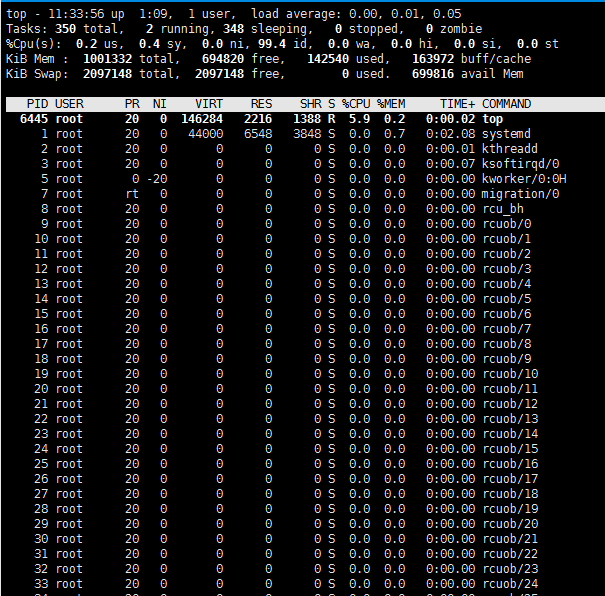 top - 11:33:56 up  1:09,  1 user,  load average: 0.00, 0.01, 0.05
Tasks: 350 total,   2 running, 348 sleeping,   0 stopped,   0 zombie
%Cpu(s):  0.2 us,  0.4 sy,  0.0 ni, 99.4 id,  0.0 wa,  0.0 hi,  0.0 si,  0.0 st
KiB Mem :  1001332 total,   694820 free,   142540 used,   163972 buff/cache
KiB Swap:  2097148 total,  2097148 free,        0 used.   699816 avail Mem
PID USER      PR  NI    VIRT    RES    SHR S %CPU %MEM     TIME+ COMMAND
6445 root      20   0  146284   2216   1388 R  5.9  0.2   0:00.02 top
1 root      20   0   44000   6548   3848 S  0.0  0.7   0:02.08 systemd
2 root      20   0       0      0      0 S  0.0  0.0   0:00.01 kthreadd
3 root      20   0       0      0      0 S  0.0  0.0   0:00.07 ksoftirqd/0
5 root       0 -20       0      0      0 S  0.0  0.0   0:00.00 kworker/0:0H
7 root      rt   0       0      0      0 S  0.0  0.0   0:00.00 migration/0
8 root      20   0       0      0      0 S  0.0  0.0   0:00.00 rcu_bh
9 root      20   0       0      0      0 S  0.0  0.0   0:00.00 rcuob/0
10 root      20   0       0      0      0 S  0.0  0.0   0:00.00 rcuob/1
11 root      20   0       0      0      0 S  0.0  0.0   0:00.00 rcuob/2
12 root      20   0       0      0      0 S  0.0  0.0   0:00.00 rcuob/3
13 root      20   0       0      0      0 S  0.0  0.0   0:00.00 rcuob/4
14 root      20   0       0      0      0 S  0.0  0.0   0:00.00 rcuob/5
15 root      20   0       0      0      0 S  0.0  0.0   0:00.00 rcuob/6
16 root      20   0       0      0      0 S  0.0  0.0   0:00.00 rcuob/7
17 root      20   0       0      0      0 S  0.0  0.0   0:00.00 rcuob/8
18 root      20   0       0      0      0 S  0.0  0.0   0:00.00 rcuob/9
19 root      20   0       0      0      0 S  0.0  0.0   0:00.00 rcuob/10
20 root      20   0       0      0      0 S  0.0  0.0   0:00.00 rcuob/11
21 root      20   0       0      0      0 S  0.0  0.0   0:00.00 rcuob/12
22 root      20   0       0      0      0 S  0.0  0.0   0:00.00 rcuob/13
23 root      20   0       0      0      0 S  0.0  0.0   0:00.00 rcuob/14
24 root      20   0       0      0      0 S  0.0  0.0   0:00.00 rcuob/15
25 root      20   0       0      0      0 S  0.0  0.0   0:00.00 rcuob/16
26 root      20   0       0      0      0 S  0.0  0.0   0:00.00 rcuob/17
27 root      20   0       0      0      0 S  0.0  0.0   0:00.00 rcuob/18
28 root      20   0       0      0      0 S  0.0  0.0   0:00.00 rcuob/19
29 root      20   0       0      0      0 S  0.0  0.0   0:00.00 rcuob/20
30 root      20   0       0      0      0 S  0.0  0.0   0:00.00 rcuob/21
31 root      20   0       0      0      0 S  0.0  0.0   0:00.00 rcuob/22
32 root      20   0       0      0      0 S  0.0  0.0   0:00.00 rcuob/23
33 root      20   0       0      0      0 S  0.0  0.0   0:00.00 rcuob/24